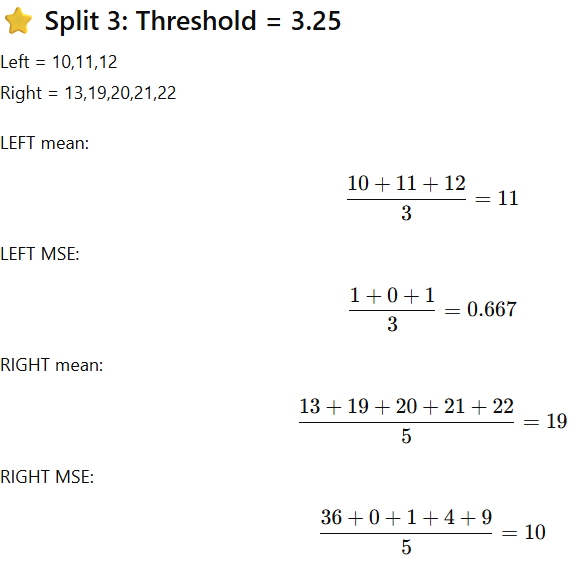 ⭐ Split 3: Threshold = 3.25
Left = 10,11,12
Right = 13,19,20,21,22
LEFT mean:
10 + 11 + 12
3
= 11
LEFT MSE:
1 + 0 + 1
3
= 0.667
RIGHT mean:
13 + 19 + 20 + 21 + 22
5
= 19
RIGHT MSE:
36 + 0 + 1 + 4 + 9
5
= 10